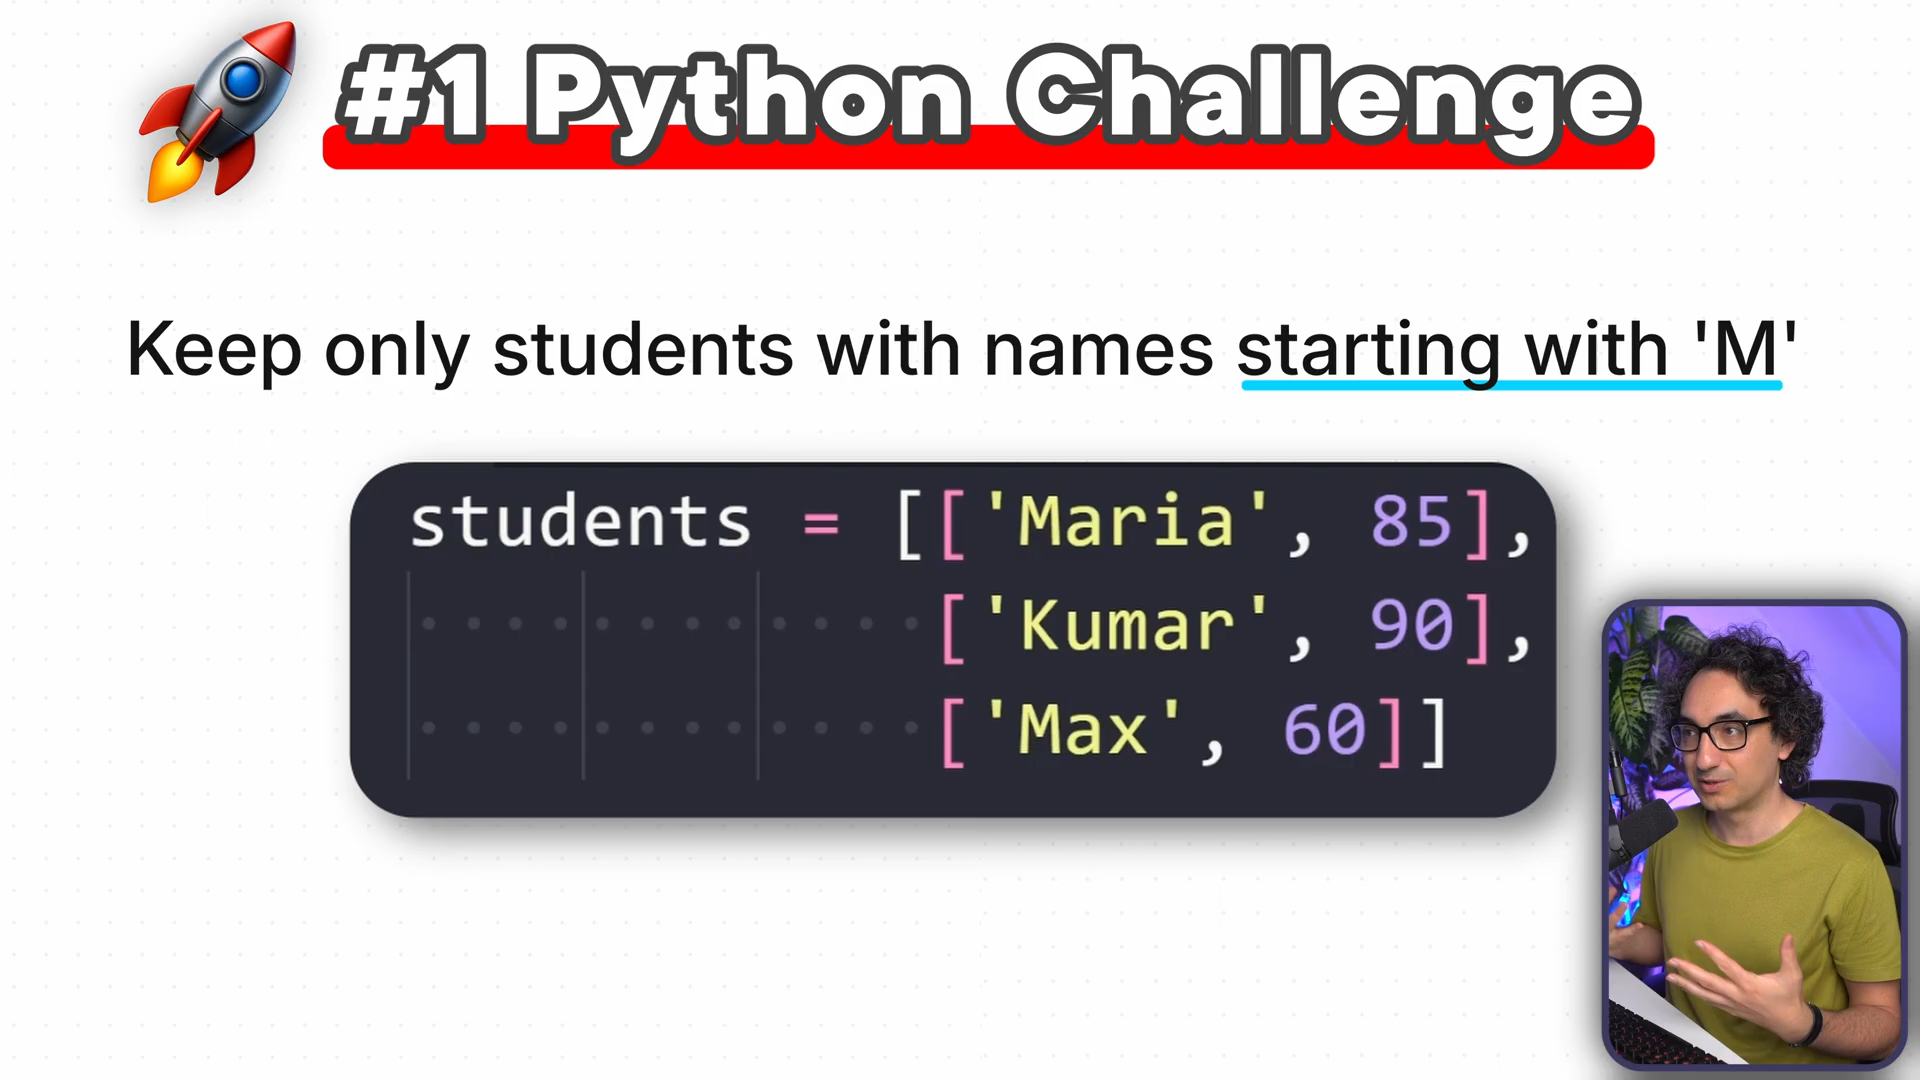 #1 Python Challenge
Keep only students with names starting with 'M'
students = [['Maria', 85],
['Kumar', 90],
['Max', 60]]